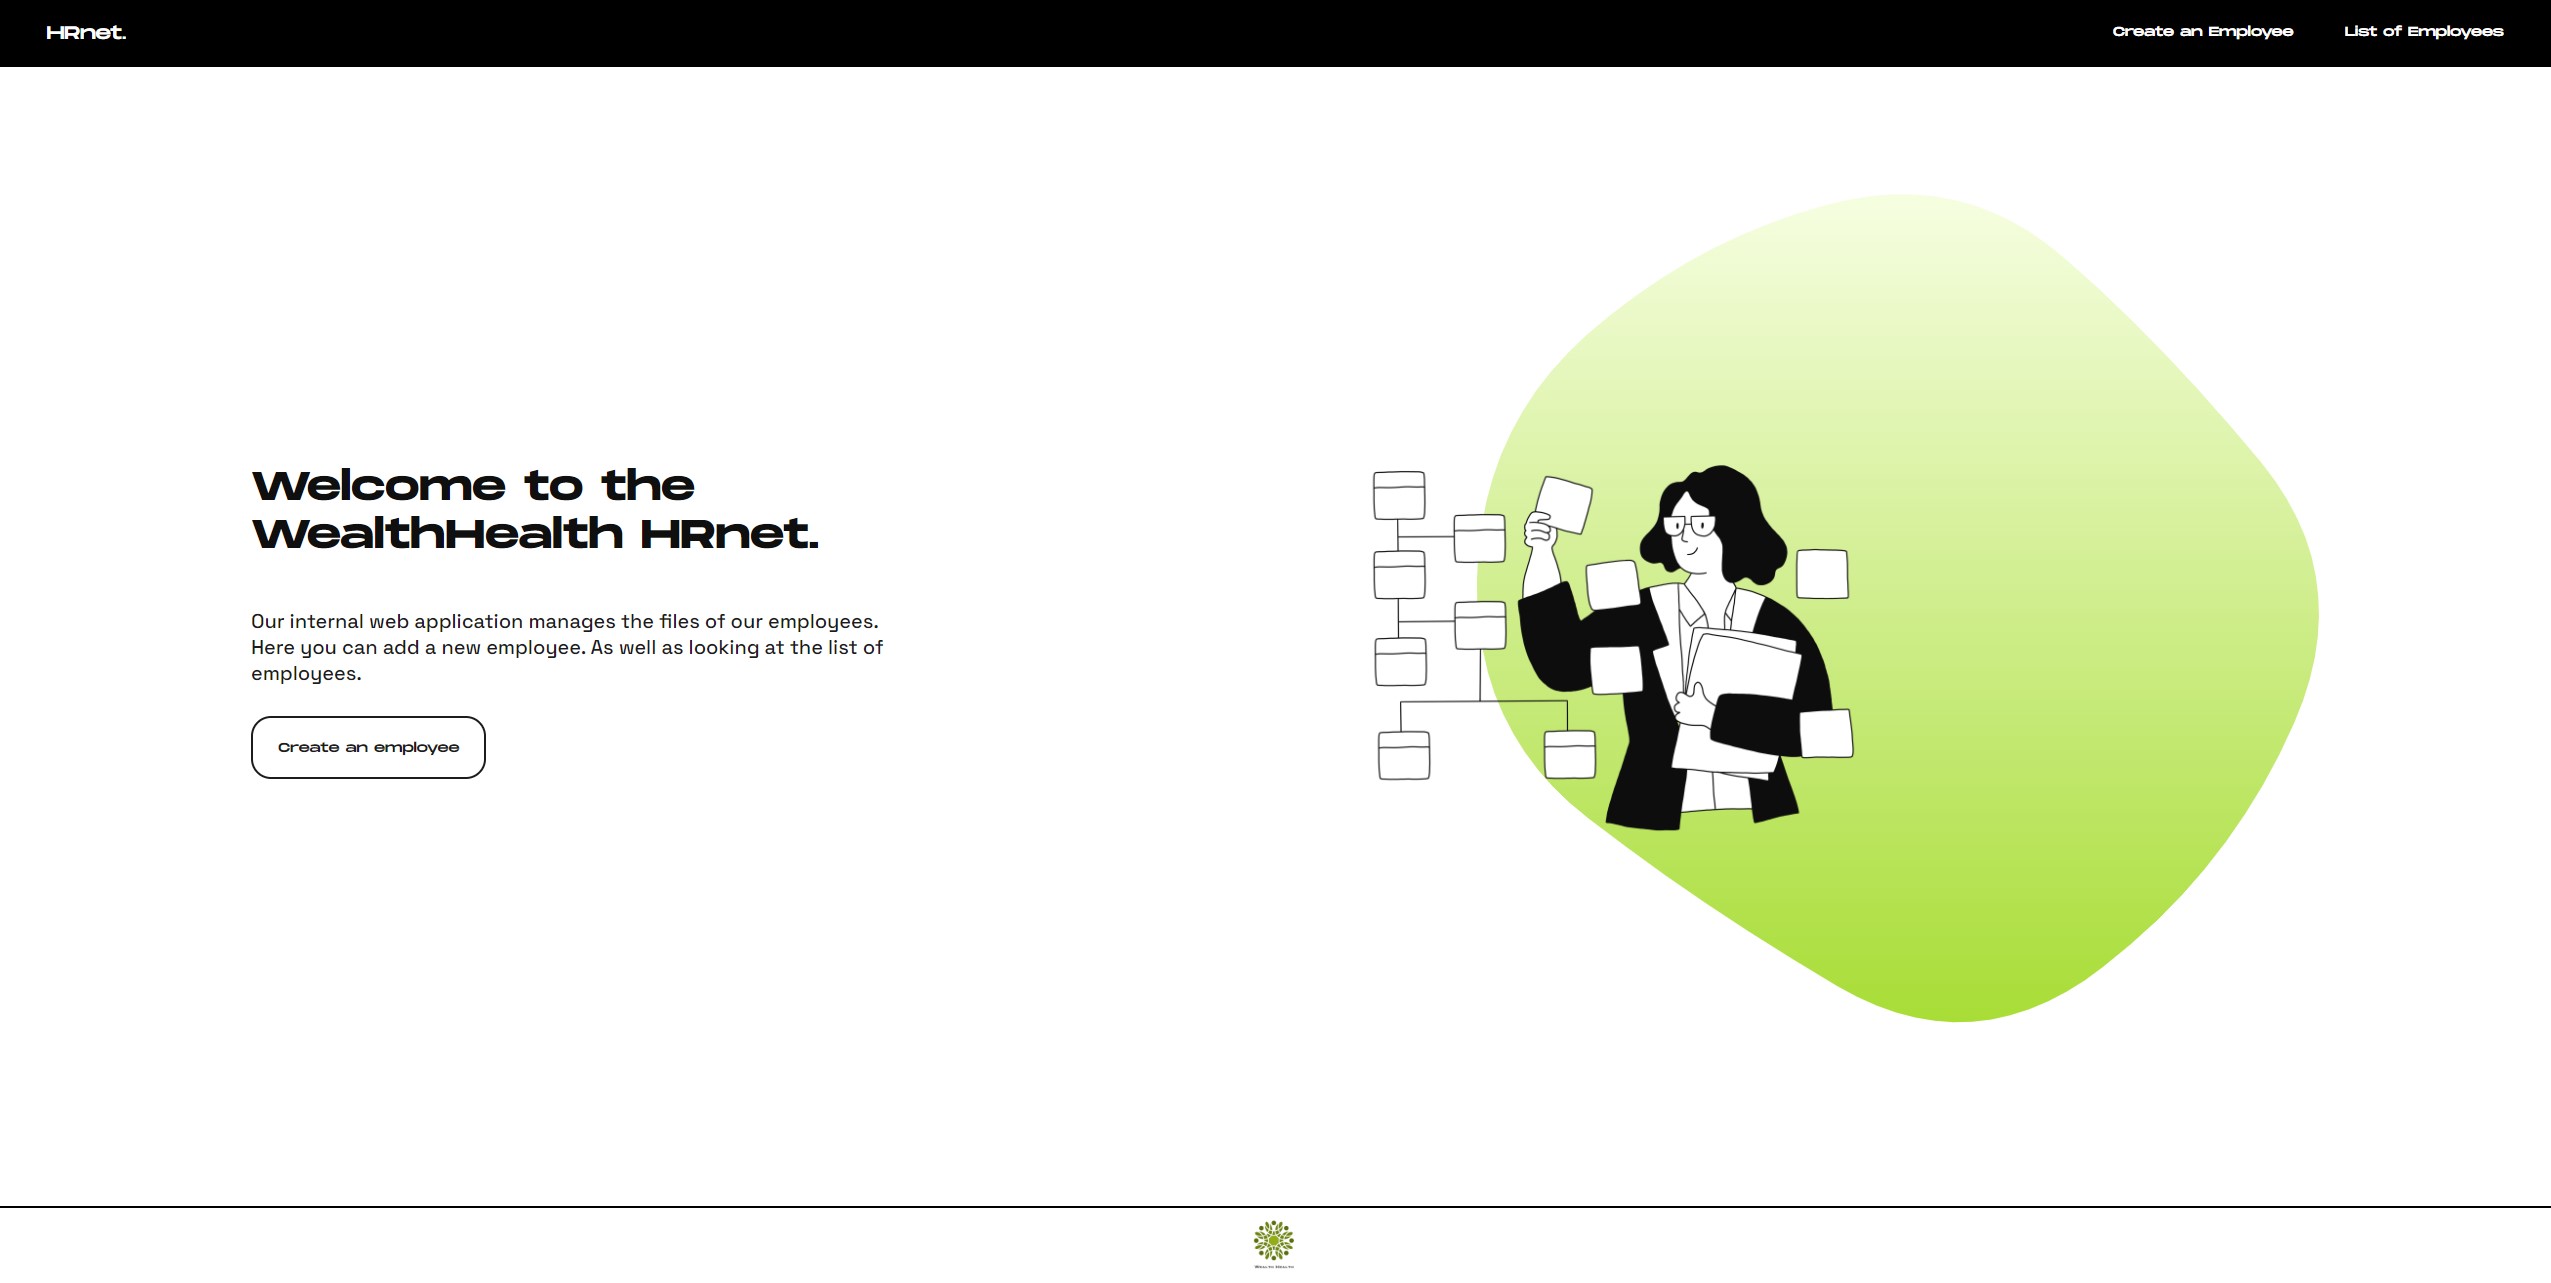 HRnet.
Create an Employee
List of Employees
Welcome to the
WealthHealth HRnet.
Our internal web application manages the files of our employees.
Here you can add a new employee. As well as looking at the list of
employees.
Create an employee
Wealth Health